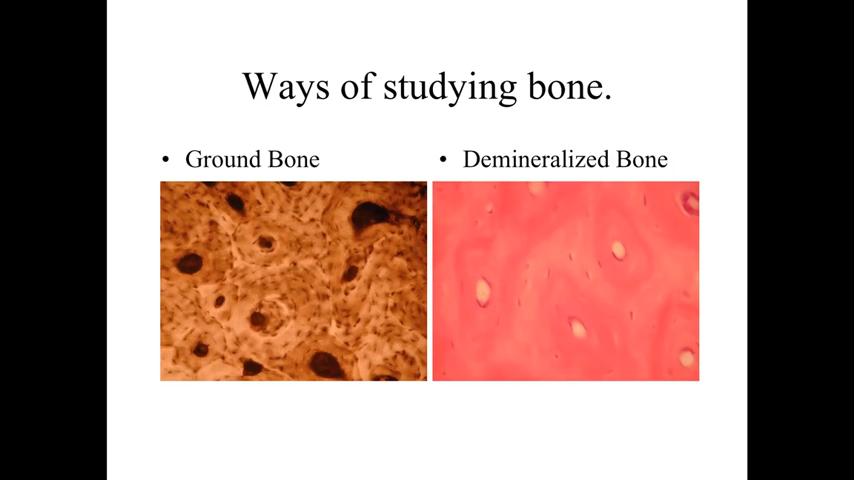 Ways of studying bone.
• Ground Bone
• Demineralized Bone